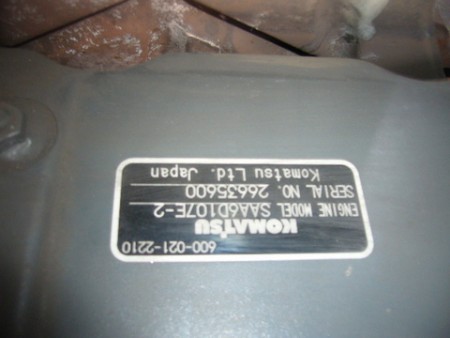 600-021-2210
KOMATSU
ENGINE MODEL SAA6D107E-2
SERIAL NO. 26635600
Komatsu Ltd. Japan